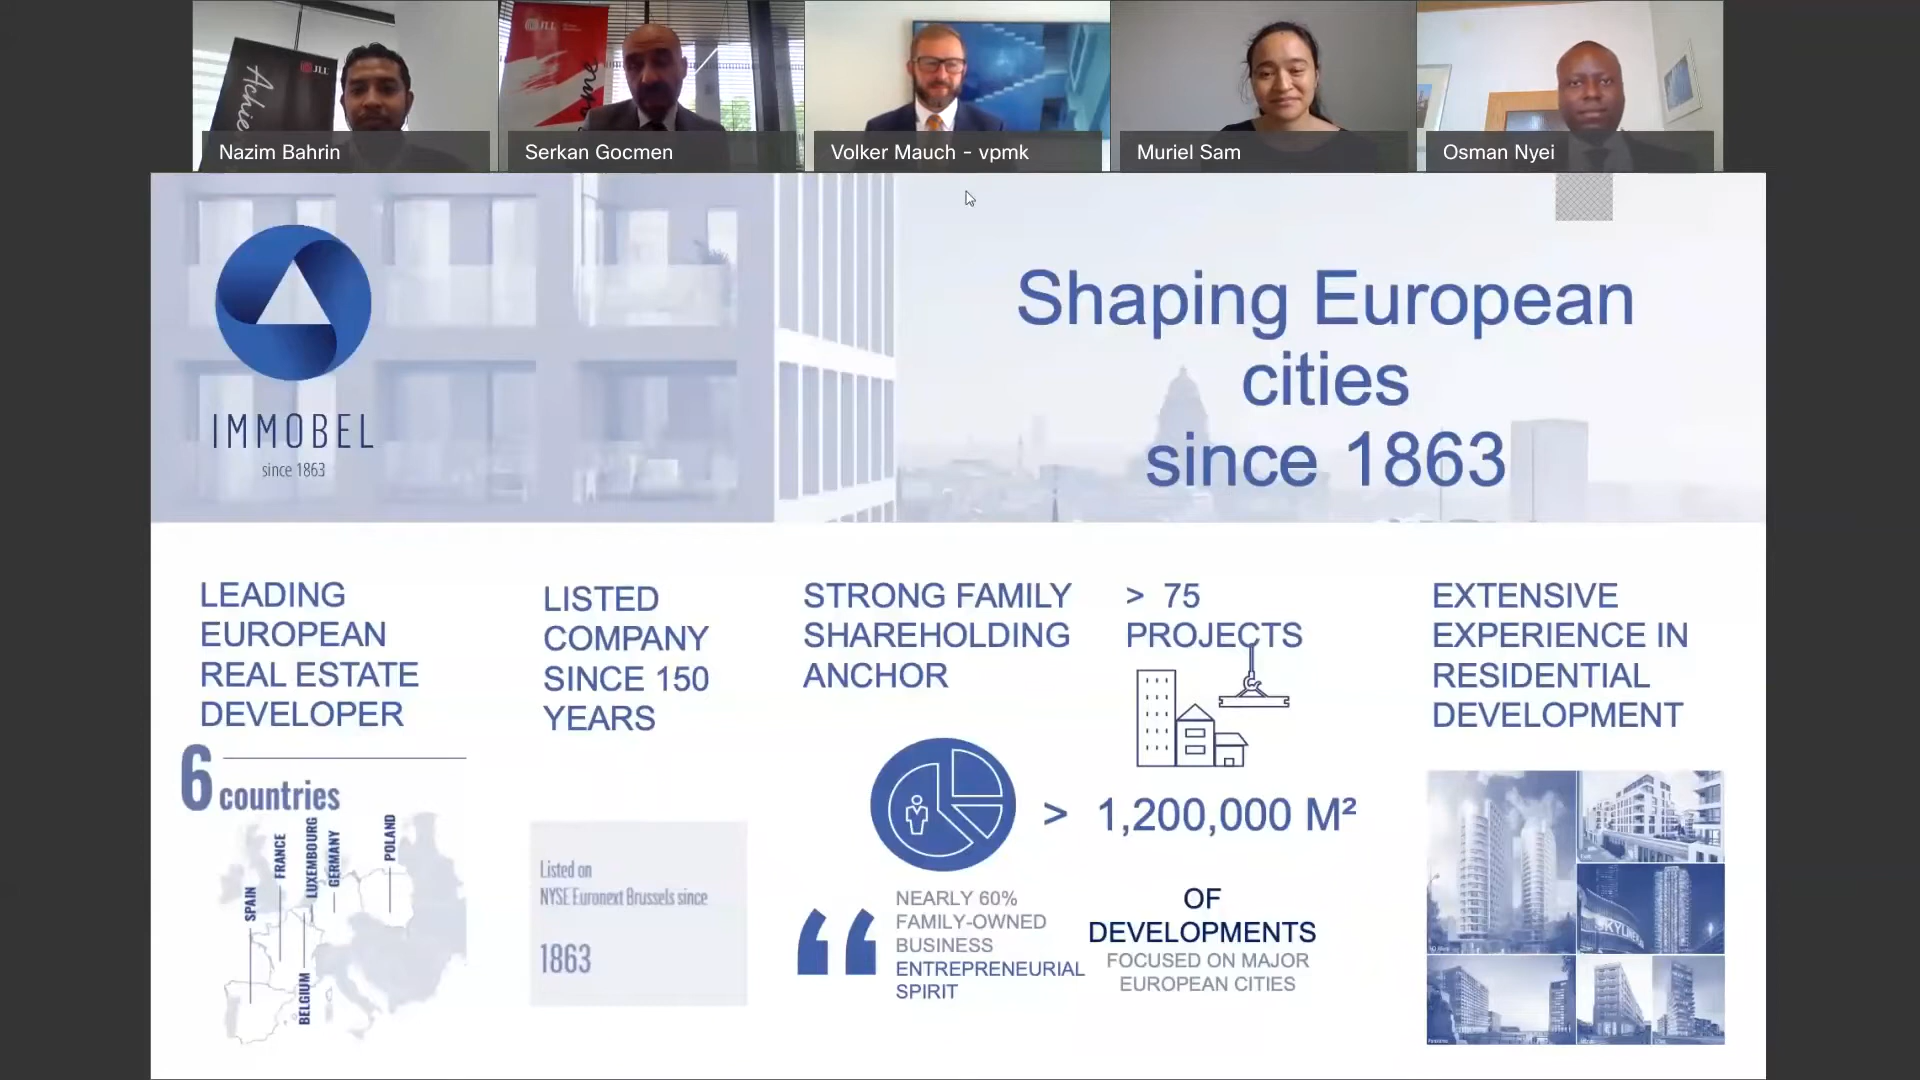 Achie
JLL
JLL
Nazim Bahrin
Serkan Gocmen
Volker Mauch - vpmk
Muriel Sam
Osman Nyei
IMMOBEL
since 1863
Shaping European
cities
since 1863
LEADING
EUROPEAN
REAL ESTATE
DEVELOPER
6 countries
SPAIN
FRANCE
BELGIUM
LUXEMBOURG
GERMANY
POLAND
LISTED
COMPANY
SINCE 150
YEARS
Listed on
NYSE Euronext Brussels since
1863
STRONG FAMILY
SHAREHOLDING
ANCHOR
NEARLY 60%
FAMILY-OWNED
BUSINESS
ENTREPRENEURIAL
SPIRIT
> 75
PROJECTS
> 1,200,000 M²
OF
DEVELOPMENTS
FOCUSED ON MAJOR
EUROPEAN CITIES
EXTENSIVE
EXPERIENCE IN
RESIDENTIAL
DEVELOPMENT